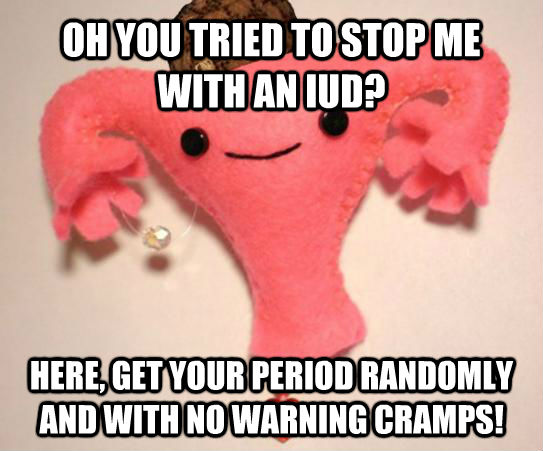 OH YOU TRIED TO STOP ME
WITH AN IUD?
HERE, GET YOUR PERIOD RANDOMLY
AND WITH NO WARNING CRAMPS!